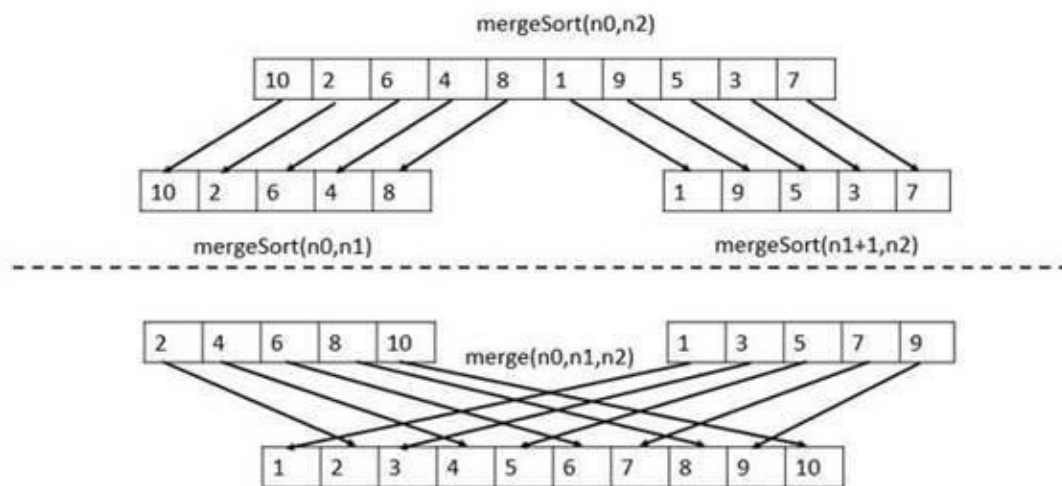 mergeSort(n0,n2)
10 2 6 4 8 1 9 5 3 7
10 2 6 4 8 1 9 5 3 7
mergeSort(n0,n1) mergeSort(n1+1,n2)
2 4 6 8 10 1 3 5 7 9
merge(n0,n1,n2)
1 2 3 4 5 6 7 8 9 10